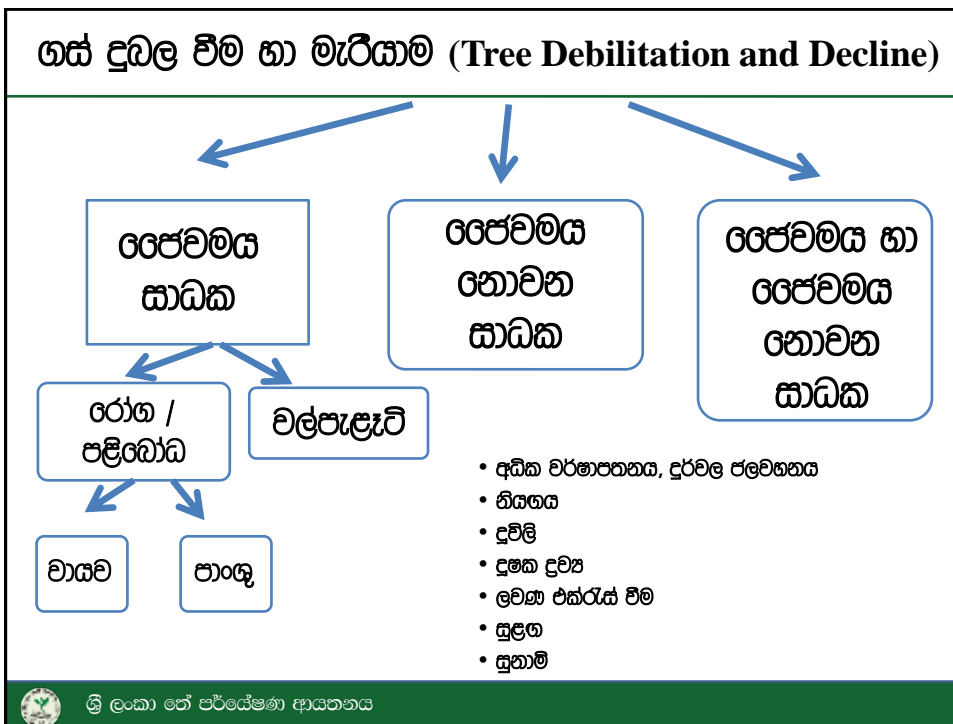 ගස් දුබල වීම හා මැරීයාම (Tree Debilitation and Decline)
ජෛවමය
සාධක
ජෛවමය
නොවන
සාධක
ජෛවමය හා
ජෛවමය
නොවන
සාධක
රෝග /
පළිබෝධ
වල්පැළෑටි
වායව
පාංශු
• අධික වර්ෂාපතනය, දුර්වල ජලවහනය
• නියඟය
• දූවිලි
• දූෂක ද්‍රව්‍ය
• ලවණ එක්රැස් වීම
• සුළඟ
• සුනාමි
ශ්‍රී ලංකා තේ පර්යේෂණ ආයතනය